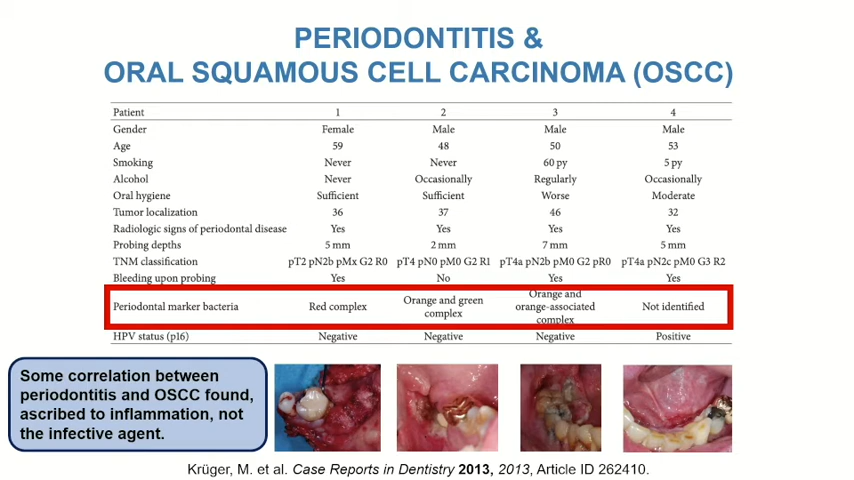 PERIODONTITIS &
ORAL SQUAMOUS CELL CARCINOMA (OSCC)
Patient 1 2 3 4
Gender Female Male Male Male
Age 59 48 50 53
Smoking Never Never 60 py 5 py
Alcohol Never Occasionally Regularly Occasionally
Oral hygiene Sufficient Sufficient Worse Moderate
Tumor localization 36 37 46 32
Radiologic signs of periodontal disease Yes Yes Yes Yes
Probing depths 5 mm 2 mm 7 mm 5 mm
TNM classification pT2 pN2b pMx G2 R0 pT4 pN0 pM0 G2 R1 pT4a pN2b pM0 G2 pR0 pT4a pN2c pM0 G3 R2
Bleeding upon probing Yes No Yes Yes
Periodontal marker bacteria Red complex Orange and green complex Orange and orange-associated complex Not identified
HPV status (p16) Negative Negative Negative Positive
Some correlation between
periodontitis and OSCC found,
ascribed to inflammation, not
the infective agent.
Krüger, M. et al. Case Reports in Dentistry 2013, 2013, Article ID 262410.